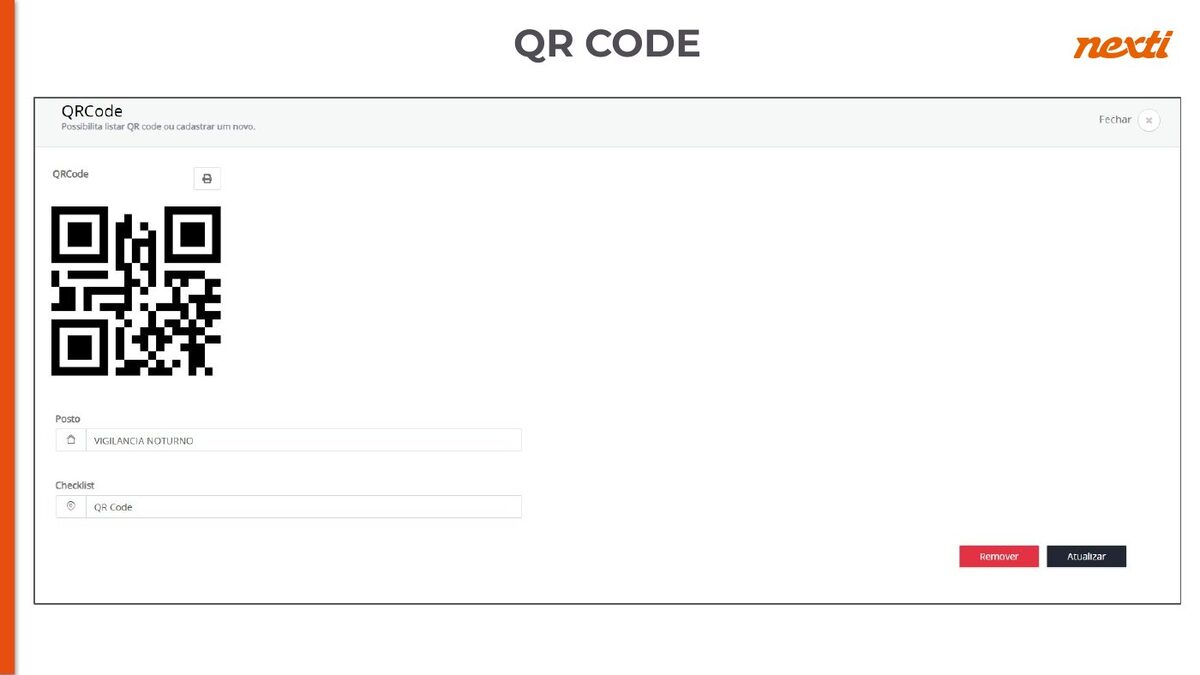 QR CODE
nexti
QRCode
Possibilita listar QR code ou cadastrar um novo.
Fechar
QRCode
Posto
VIGILANCIA NOTURNO
Checklist
QR Code
Remover
Atualizar